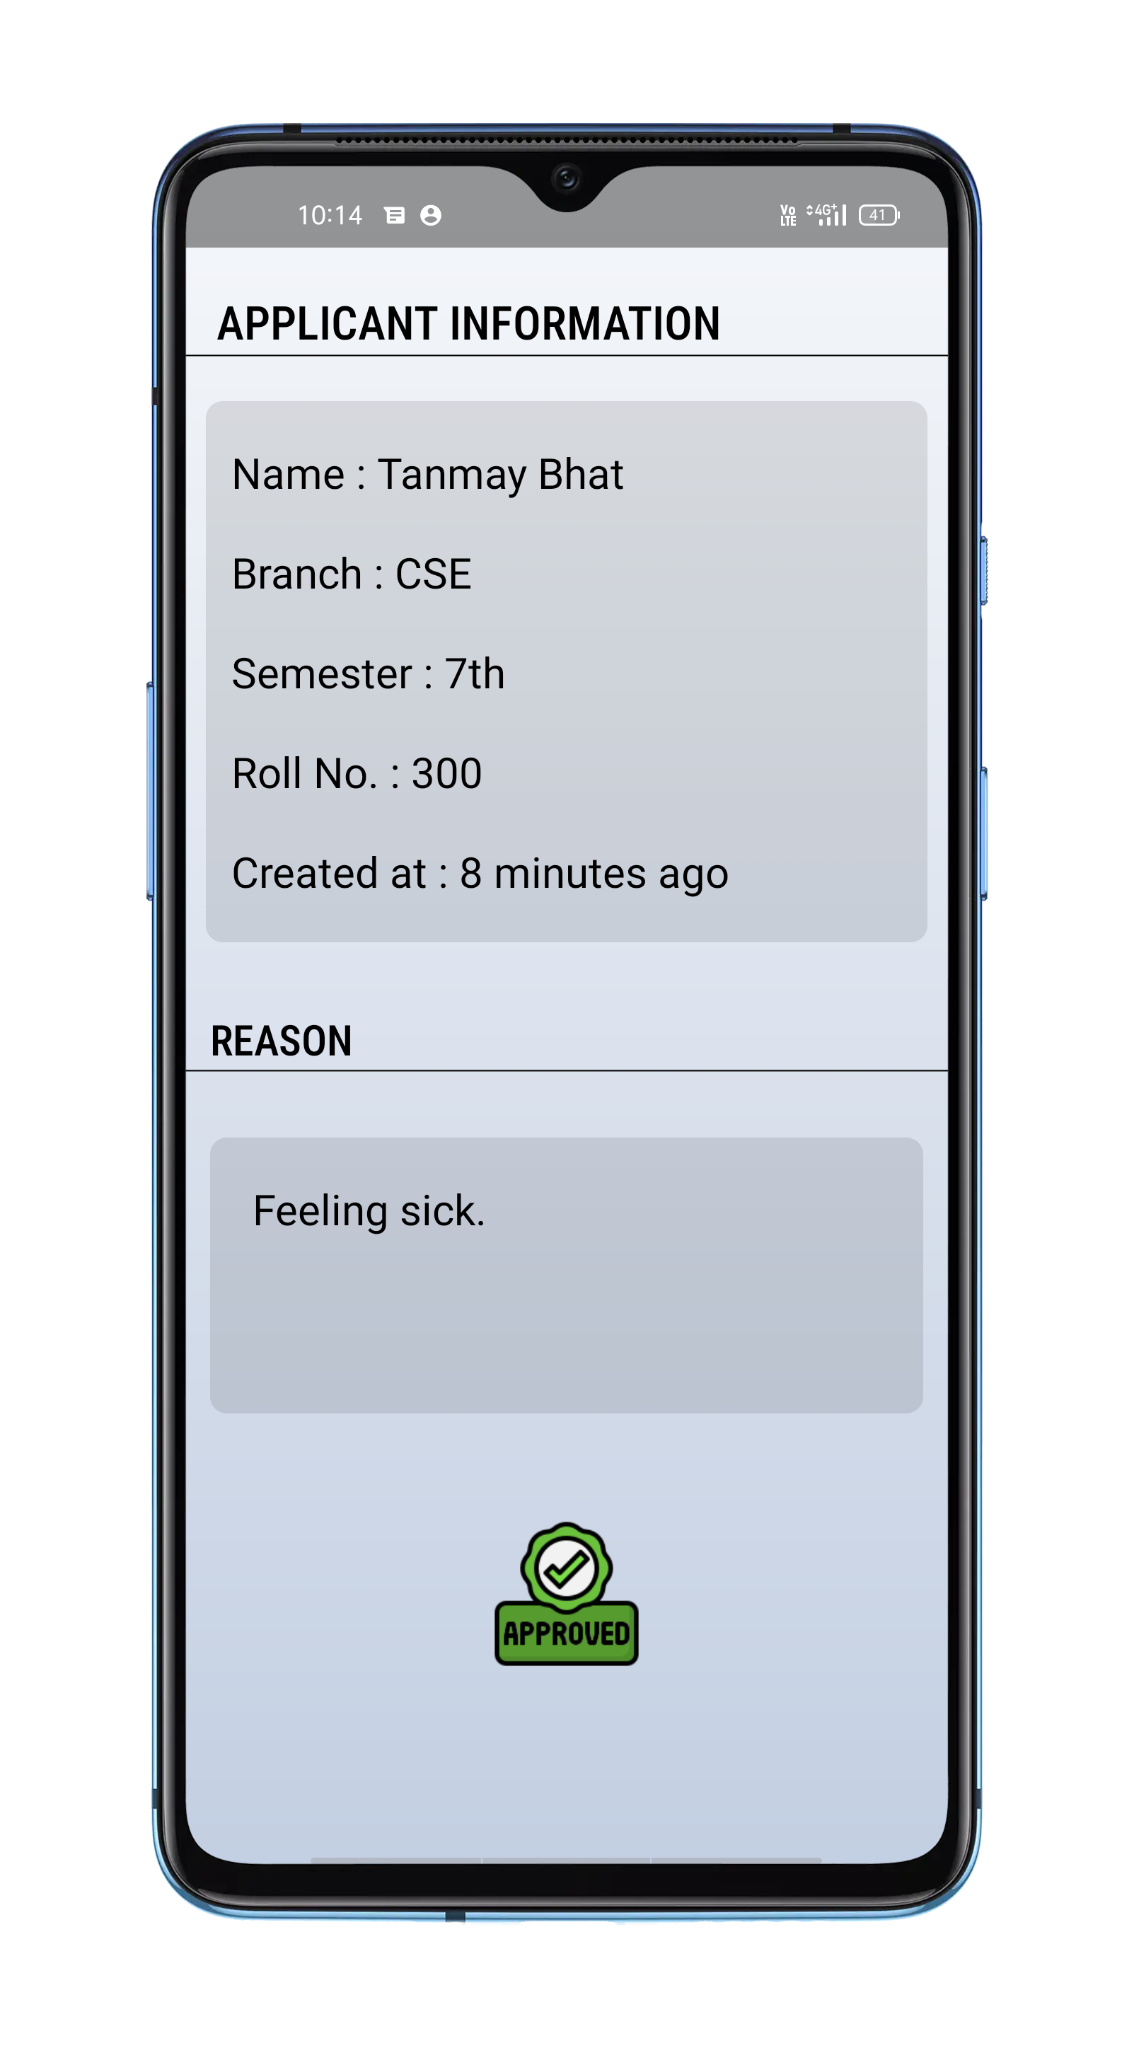 10:14
Vo LTE 4G+ 41
APPLICANT INFORMATION
Name : Tanmay Bhat
Branch : CSE
Semester : 7th
Roll No. : 300
Created at : 8 minutes ago
REASON
Feeling sick.
APPROVED